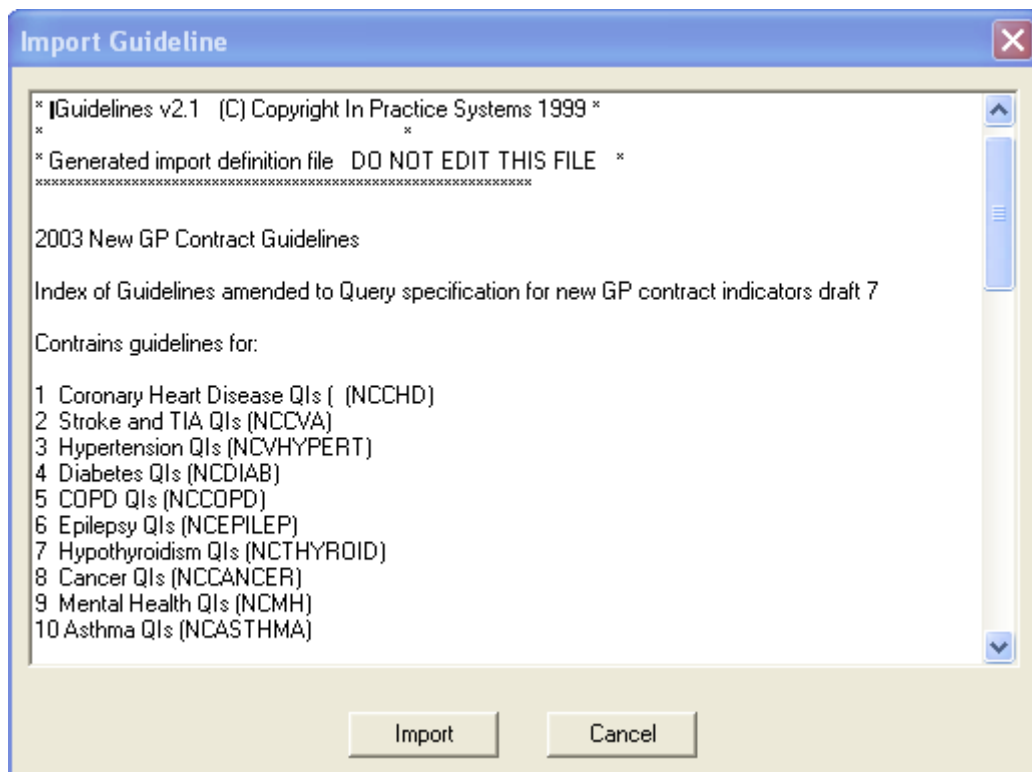 Import Guideline
* Guidelines v2.1 (C) Copyright In Practice Systems 1999 *
* *
* Generated import definition file DO NOT EDIT THIS FILE *
**************************************************************
2003 New GP Contract Guidelines
Index of Guidelines amended to Query specification for new GP contract indicators draft 7
Contrains guidelines for:
1 Coronary Heart Disease QIs ( (NCCHD)
2 Stroke and TIA QIs (NCCVA)
3 Hypertension QIs (NCVHYPERT)
4 Diabetes QIs (NCDIAB)
5 COPD QIs (NCCOPD)
6 Epilepsy QIs (NCEPILEP)
7 Hypothyroidism QIs (NCTHYROID)
8 Cancer QIs (NCCANCER)
9 Mental Health QIs (NCMH)
10 Asthma QIs (NCASTHMA)
Import Cancel